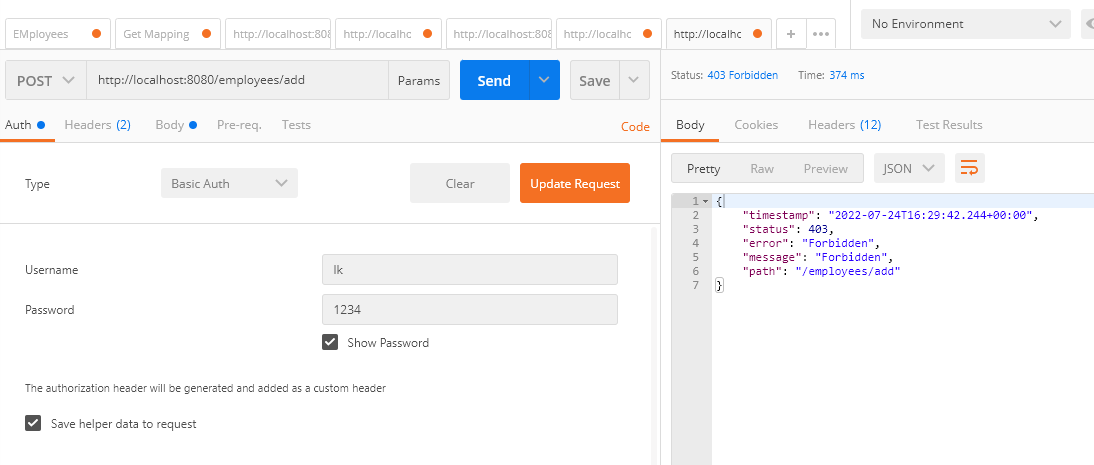 EMployees
Get Mapping
http://localhost:808
http://localhc
http://localhost:808
http://localhc
http://localhc
+
•••
No Environment
POST
http://localhost:8080/employees/add
Params
Send
Save
Status: 403 Forbidden Time: 374 ms
Auth Headers (2) Body Pre-req. Tests Code
Body Cookies Headers (12) Test Results
Type
Basic Auth
Clear
Update Request
Pretty Raw Preview JSON
Username
lk
Password
1234
Show Password
The authorization header will be generated and added as a custom header
Save helper data to request
1 {
2 "timestamp": "2022-07-24T16:29:42.244+00:00",
3 "status": 403,
4 "error": "Forbidden",
5 "message": "Forbidden",
6 "path": "/employees/add"
7 }